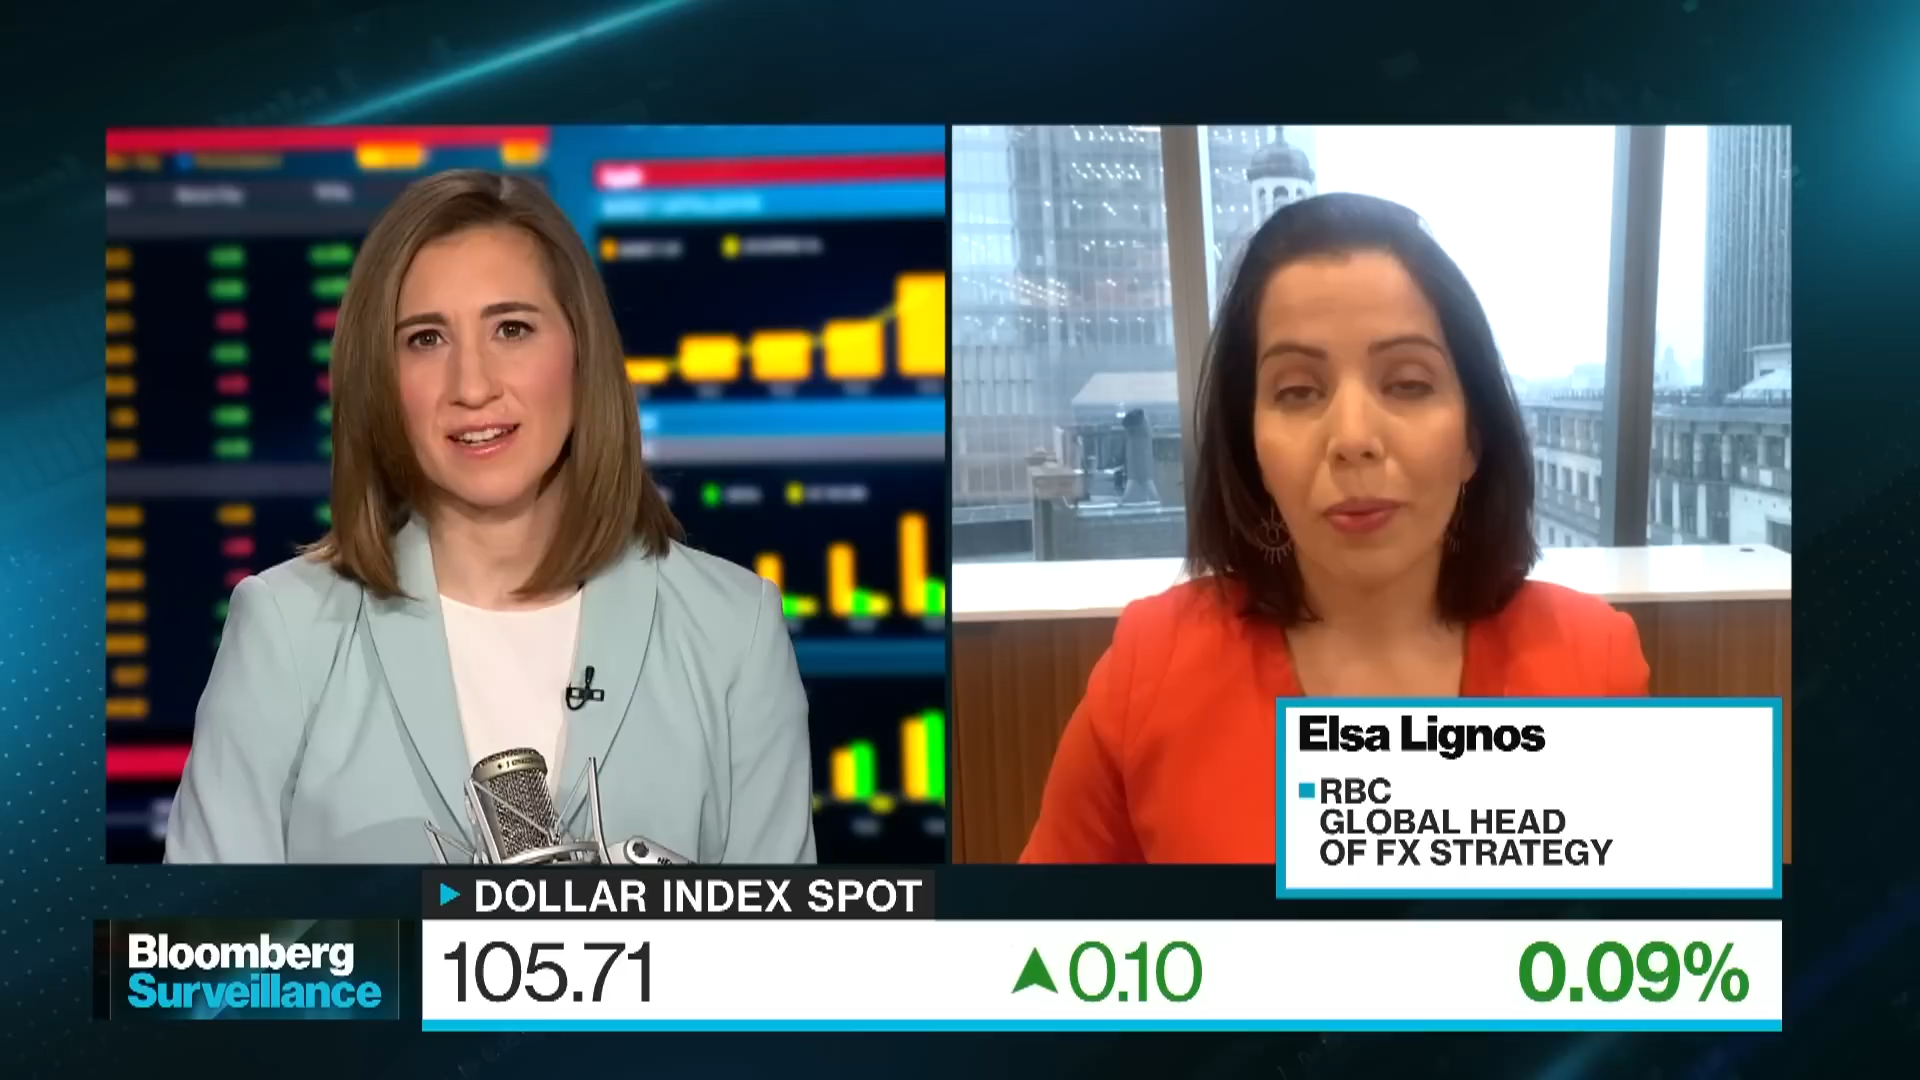 Elsa Lignos
RBC
GLOBAL HEAD
OF FX STRATEGY
DOLLAR INDEX SPOT
105.71 0.10 0.09%
Bloomberg
Surveillance